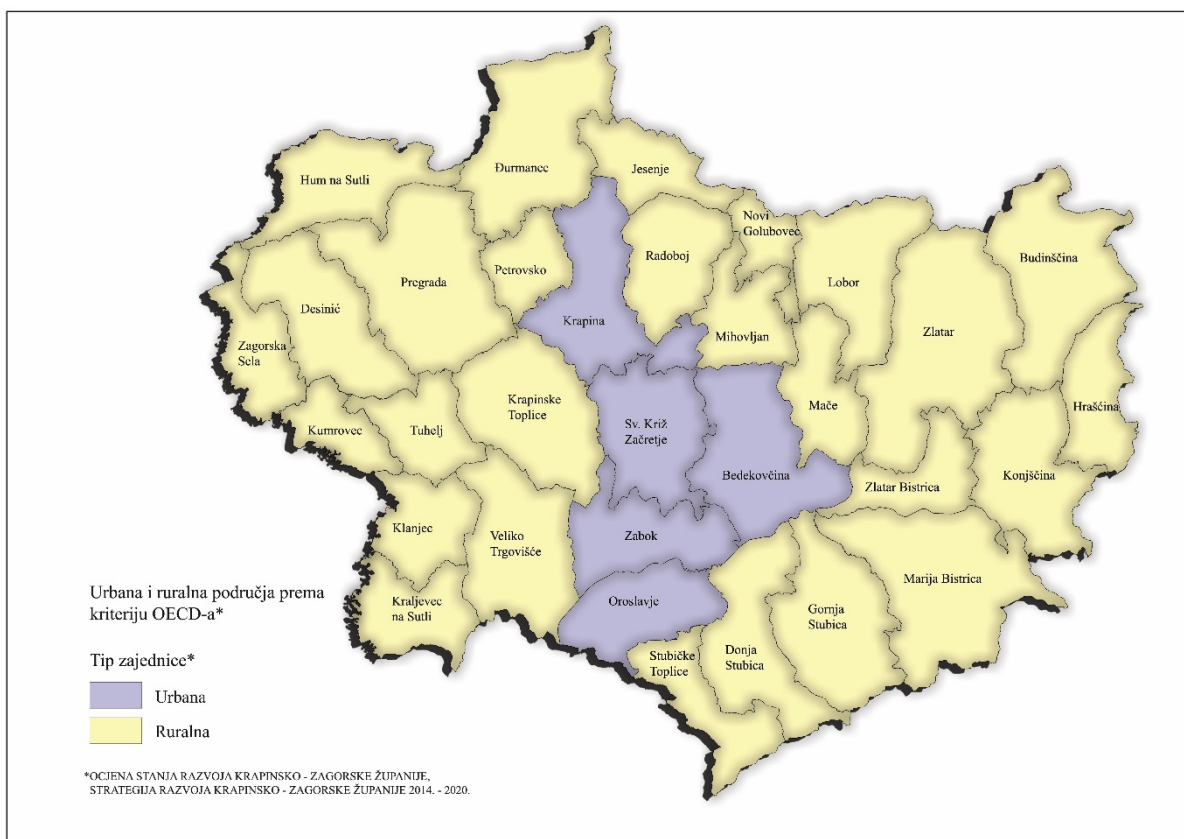 Đurmanec
Jesenje
Hum na Sutli
Novi
Golubovec
Radoboj
Budinščina
Petrovsko
Pregrada
Lobor
Desinić
Krapina
Zlatar
Mihovljan
Zagorska
Sela
Krapinske
Toplice
Mače
Hrašćina
Kumrovec
Tuhelj
Sv. Križ
Začretje
Bedekovčina
Zlatar Bistrica
Konjščina
Klanjec
Veliko
Trgovišće
Zabok
Marija Bistrica
Kraljevec
na Sutli
Oroslavje
Gornja
Stubica
Stubičke
Toplice
Donja
Stubica
Urbana i ruralna područja prema
kriteriju OECD-a*
Tip zajednice*
Urbana
Ruralna
*OCJENA STANJA RAZVOJA KRAPINSKO - ZAGORSKE ŽUPANIJE,
STRATEGIJA RAZVOJA KRAPINSKO - ZAGORSKE ŽUPANIJE 2014. - 2020.